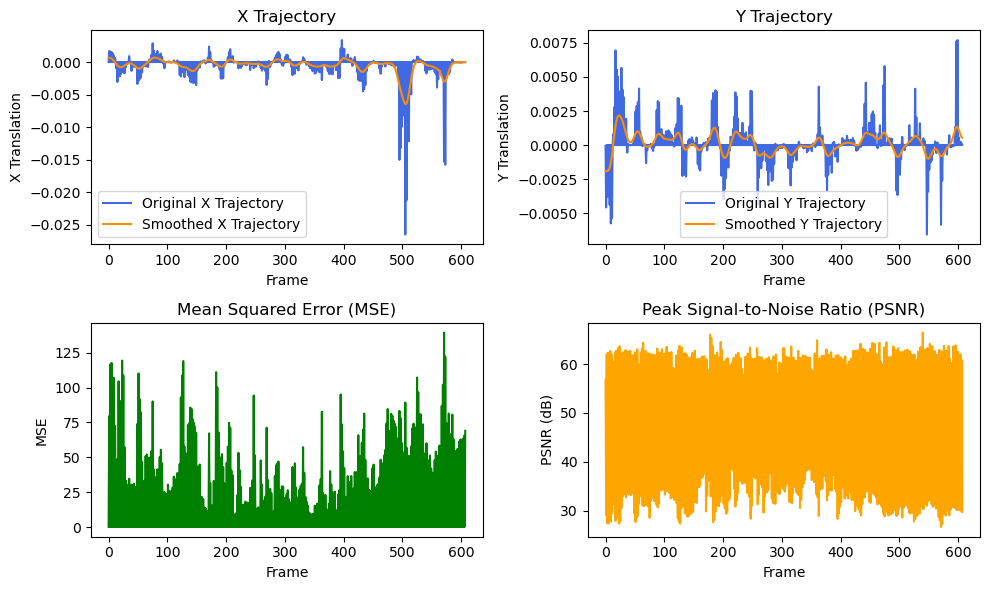 X Trajectory
0.000
−0.005
−0.010
−0.015
−0.020
−0.025
X Translation
Original X Trajectory
Smoothed X Trajectory
0 100 200 300 400 500 600
Frame
Y Trajectory
0.0075
0.0050
0.0025
0.0000
−0.0025
−0.0050
Y Translation
Original Y Trajectory
Smoothed Y Trajectory
0 100 200 300 400 500 600
Frame
Mean Squared Error (MSE)
125
100
75
50
25
0
MSE
0 100 200 300 400 500 600
Frame
Peak Signal-to-Noise Ratio (PSNR)
60
50
40
30
PSNR (dB)
0 100 200 300 400 500 600
Frame